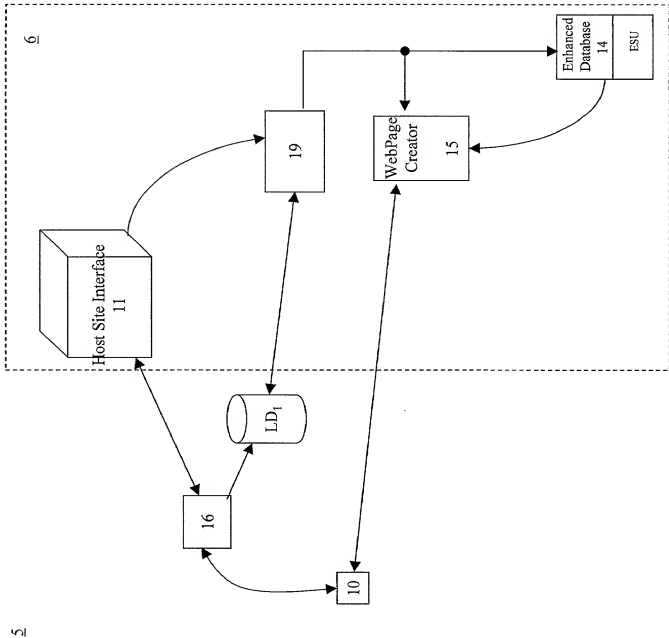 5
6
Host Site Interface
11
19
Enhanced
Database
14
ESU
WebPage
Creator
15
16
LD1
10